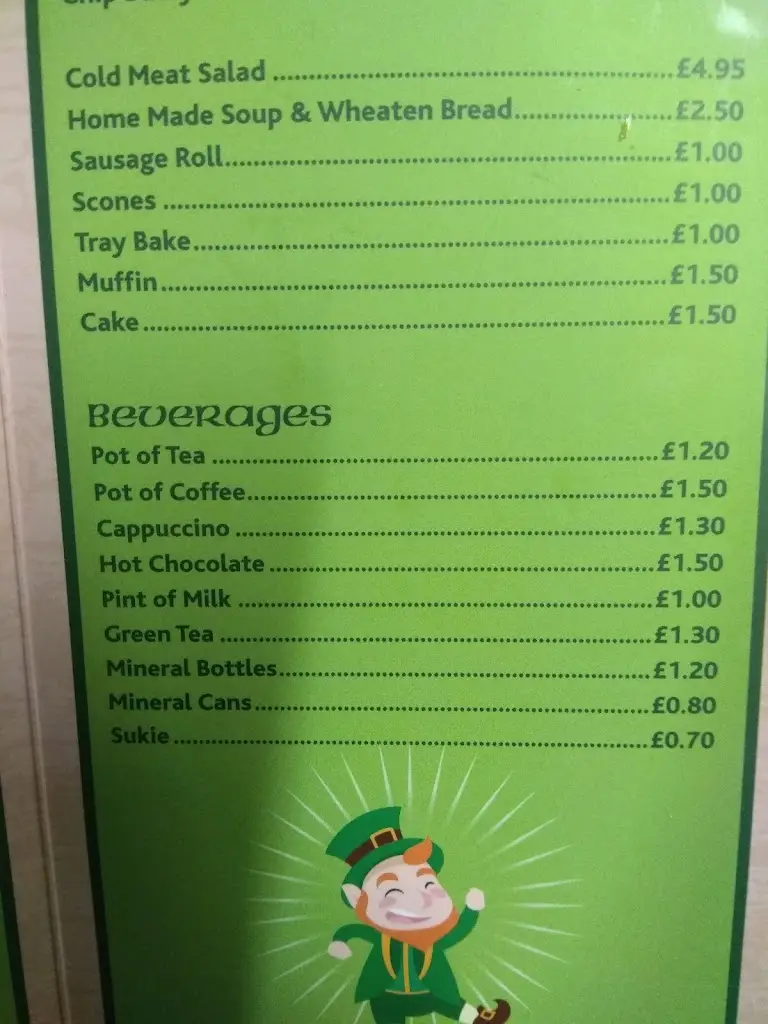 Cold Meat Salad ........ £4.95
Home Made Soup & Wheaten Bread........ £2.50
Sausage Roll........ £1.00
Scones ........ £1.00
Tray Bake........ £1.00
Muffin........ £1.50
Cake ........ £1.50
Beverages
Pot of Tea ........ £1.20
Pot of Coffee........ £1.50
Cappuccino ........ £1.30
Hot Chocolate ........ £1.50
Pint of Milk ........ £1.00
Green Tea ........ £1.30
Mineral Bottles........ £1.20
Mineral Cans........ £0.80
Sukie ........ £0.70